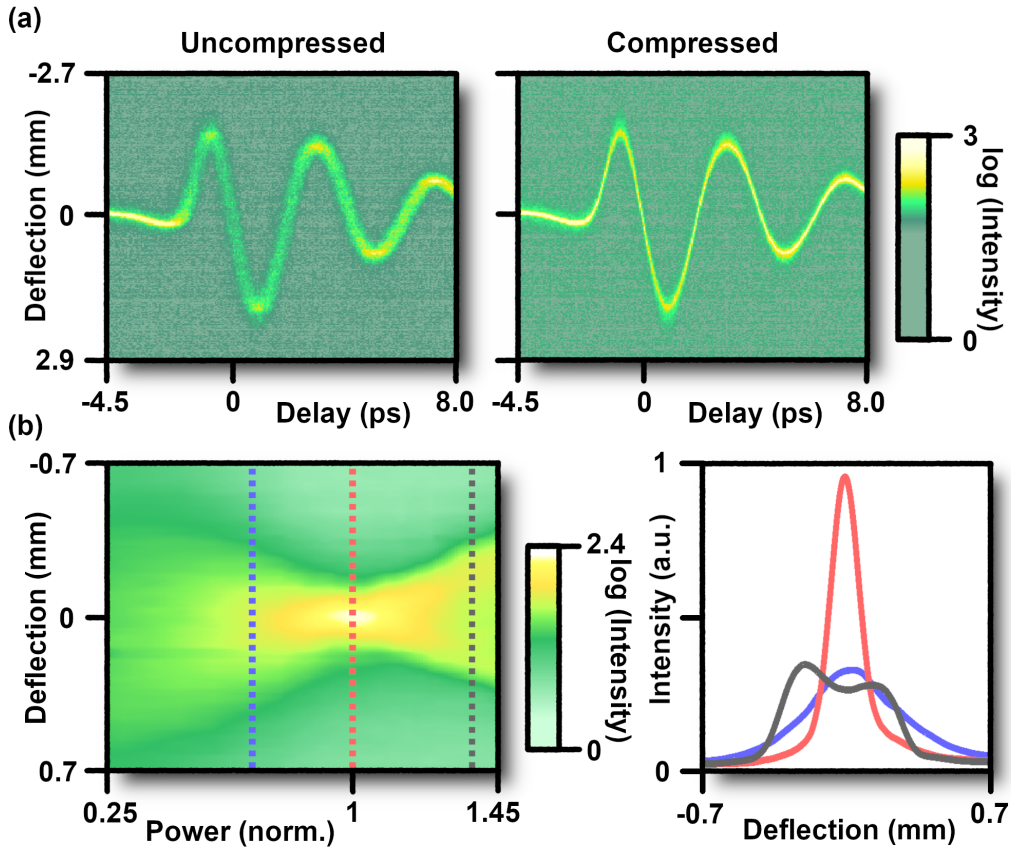 (a)
Uncompressed
Compressed
-2.7
0
2.9
Deflection (mm)
-4.5
0
8.0
Delay (ps)
-4.5
0
8.0
Delay (ps)
3
0
log (Intensity)
(b)
-0.7
0
0.7
Deflection (mm)
0.25
1
1.45
Power (norm.)
2.4
0
log (Intensity)
1
0
Intensity (a.u.)
-0.7
0.7
Deflection (mm)